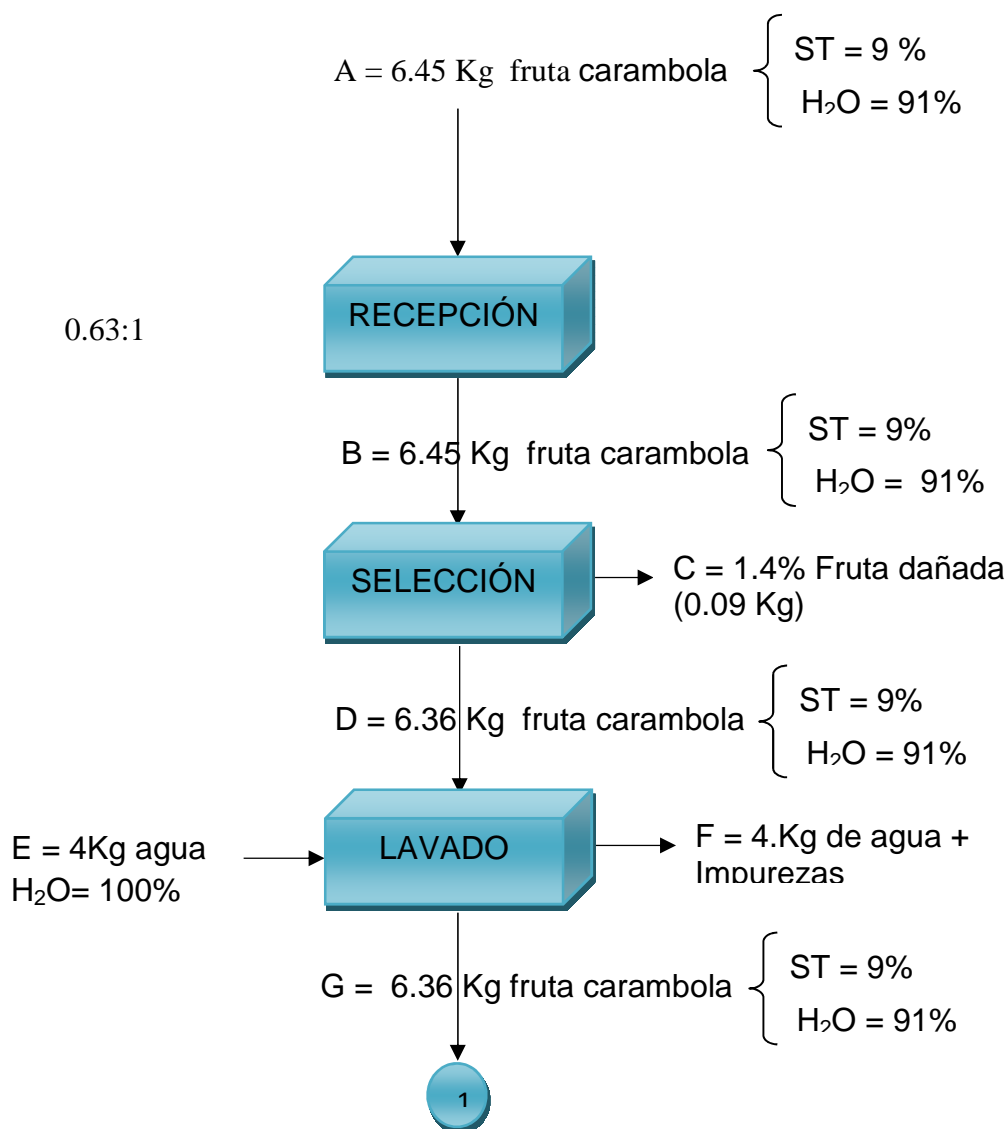 A = 6.45 Kg fruta carambola
ST = 9 %
H₂O = 91%
RECEPCIÓN
0.63:1
B = 6.45 Kg fruta carambola
ST = 9%
H₂O = 91%
SELECCIÓN
C = 1.4% Fruta dañada
(0.09 Kg)
D = 6.36 Kg fruta carambola
ST = 9%
H₂O = 91%
E = 4Kg agua
H₂O= 100%
LAVADO
F = 4.Kg de agua +
Impurezas
G = 6.36 Kg fruta carambola
ST = 9%
H₂O = 91%
1